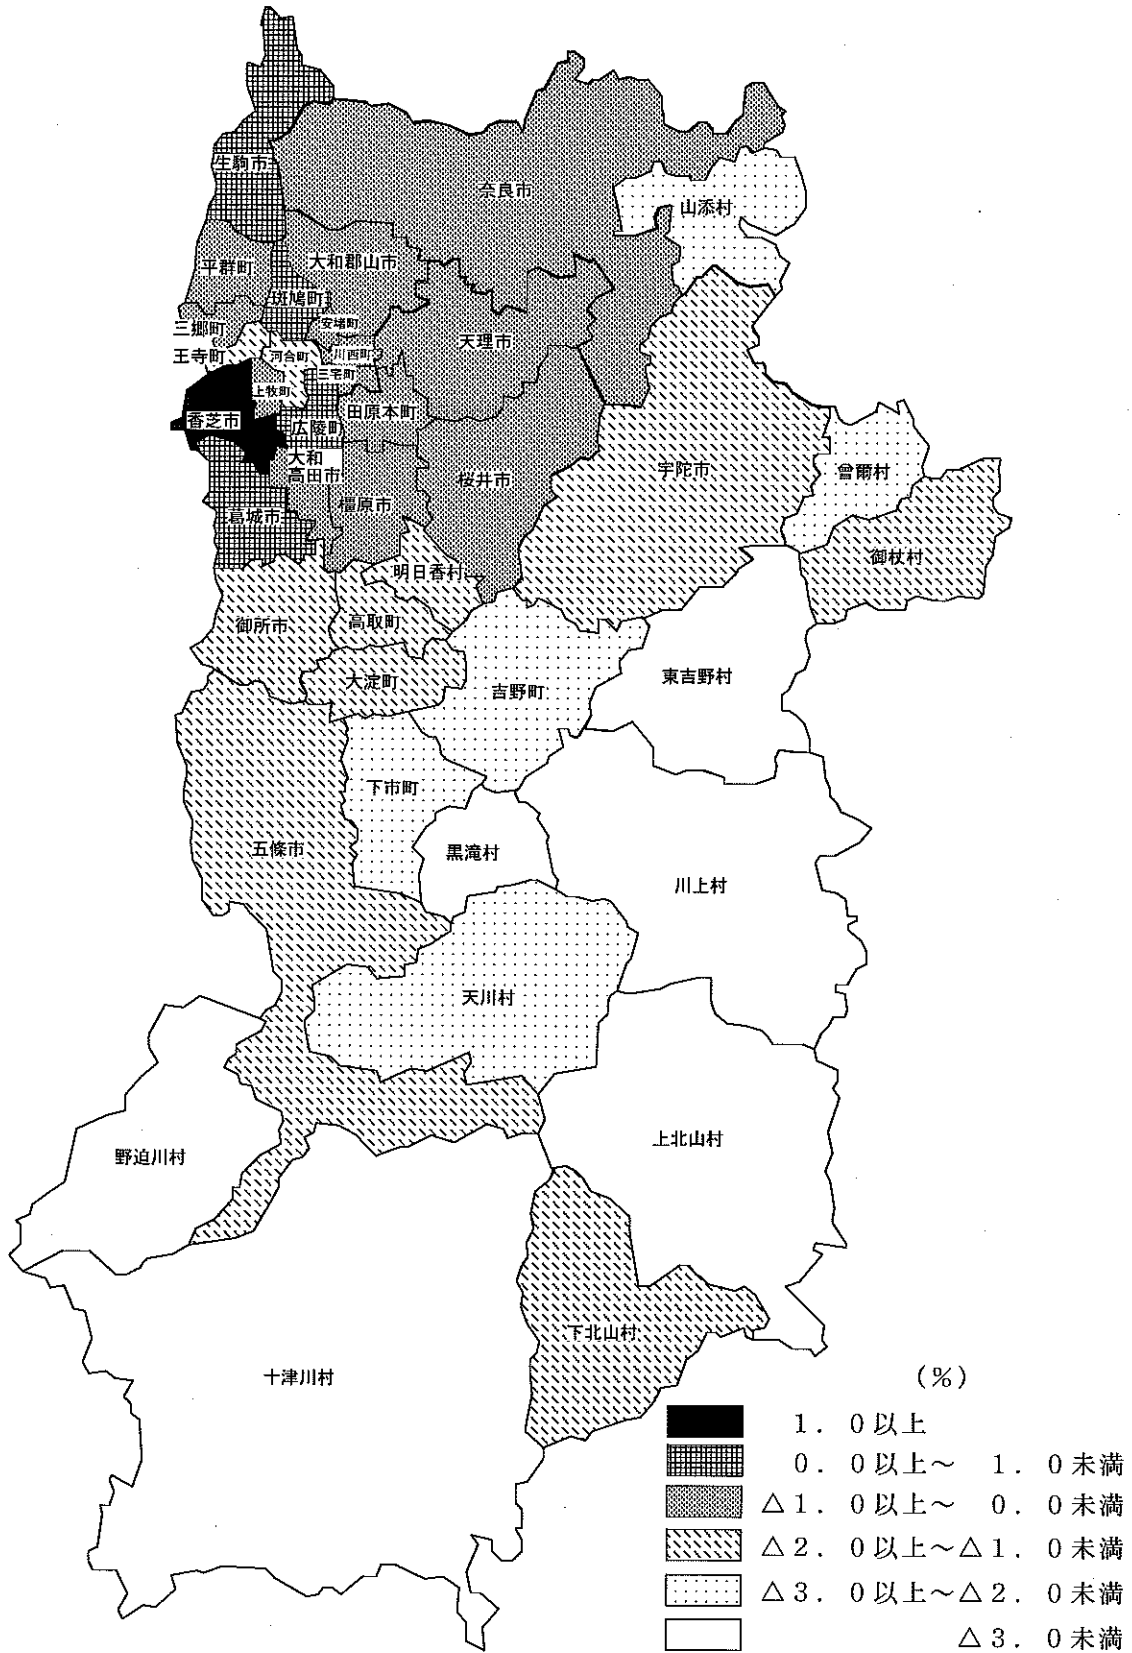 生駒市
奈良市
山添村
平群町
大和郡山市
斑鳩町
三郷町
安堵町
天理市
王寺町
河合町
川西町
三宅町
上牧町
香芝市
広陵町
田原本町
大和
高田市
橿原市
桜井市
宇陀市
曾爾村
葛城市
御杖村
明日香村
御所市
高取町
大淀町
吉野町
東吉野村
下市町
五條市
黒滝村
川上村
天川村
野迫川村
上北山村
下北山村
十津川村
(%)
1.0以上
0.0以上~ 1.0未満
△1.0以上~ 0.0未満
△2.0以上~△1.0未満
△3.0以上~△2.0未満
△3.0未満